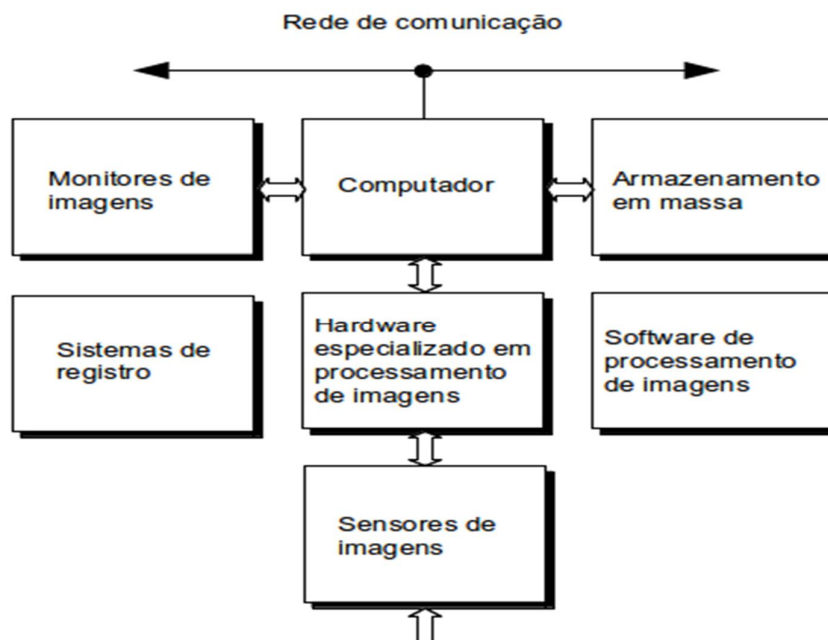 Rede de comunicação
Monitores de
imagens
Computador
Armazenamento
em massa
Sistemas de
registro
Hardware
especializado em
processamento
de imagens
Software de
processamento
de imagens
Sensores de
imagens